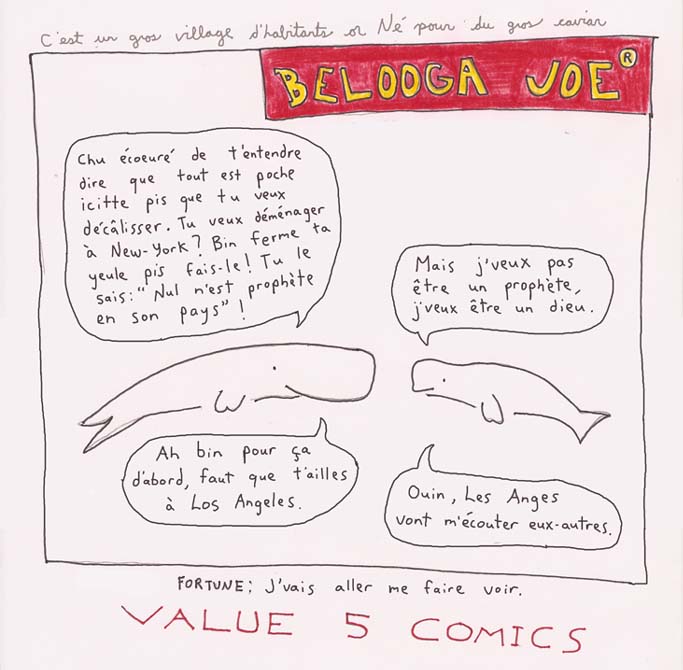 C'est un gros village d'habitants or Né pour du gros caviar
BELOOGA JOE®
Chu écoeuré de t'entendre
dire que tout est poche
icitte pis que tu veux
décâlisser. Tu veux déménager
à New-York? Bin ferme ta
yeule pis fais-le! Tu le
sais: "Nul n'est prophète
en son pays"!
Mais j'veux pas
être un prophète,
j'veux être un dieu.
Ah bin pour ça
d'abord, faut que t'ailles
à Los Angeles.
Ouin, Les Anges
vont m'écouter eux-autres.
FORTUNE: J'vais aller me faire voir.
VALUE 5 COMICS